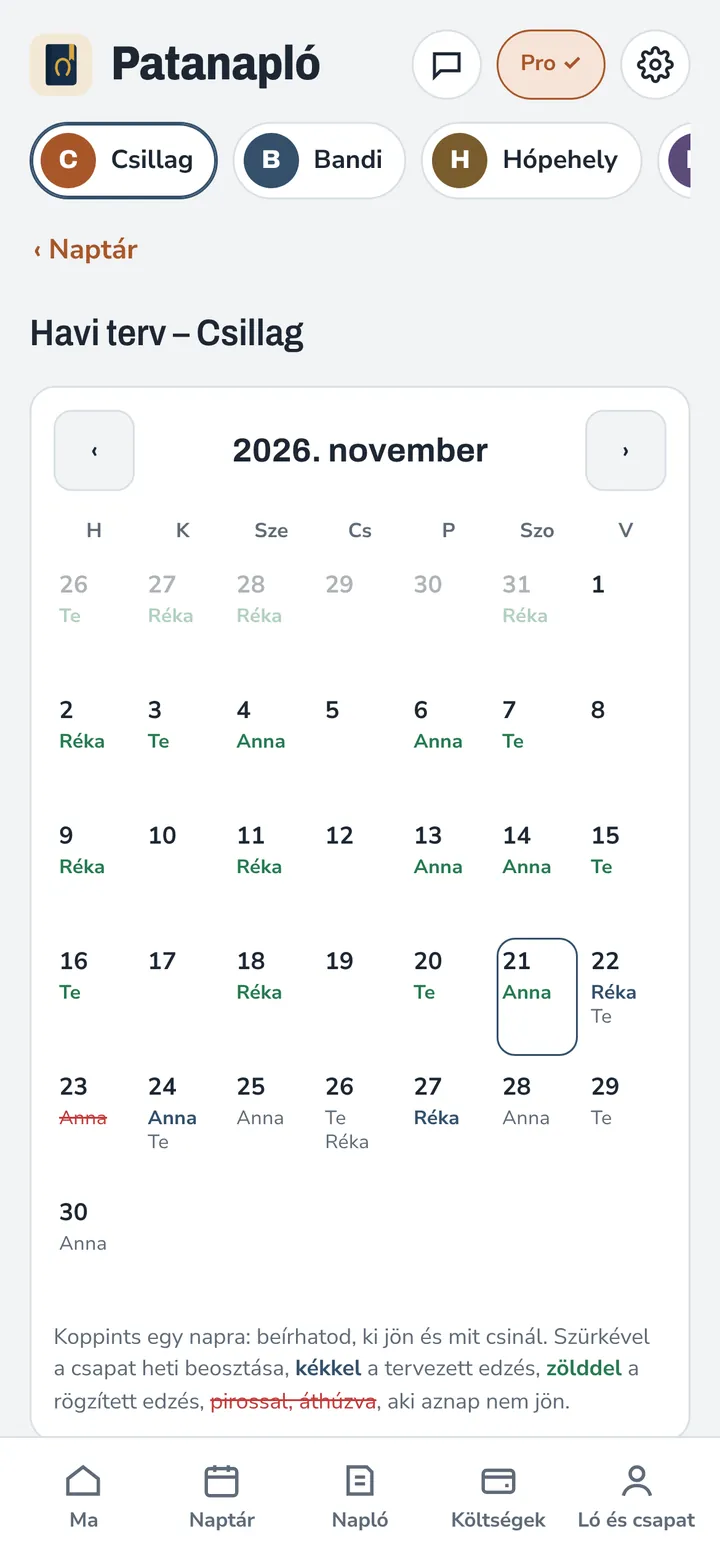 Patanapló
Pro ✓
C Csillag B Bandi H Hópehely
‹ Naptár
Havi terv – Csillag
‹ 2026. november ›
H K Sze Cs P Szo V
26 27 28 29 30 31 1
Te Réka Réka Réka
2 3 4 5 6 7 8
Réka Te Anna Anna Te
9 10 11 12 13 14 15
Réka Réka Anna Anna Te
16 17 18 19 20 21 22
Te Réka Te Anna Réka
Te
23 24 25 26 27 28 29
Anna Anna Anna Te Réka Anna Te
Te Réka
30
Anna
Koppints egy napra: beírhatod, ki jön és mit csinál. Szürkével
a csapat heti beosztása, kékkel a tervezett edzés, zölddel a
rögzített edzés, pirossal, áthúzva, aki aznap nem jön.
Ma Naptár Napló Költségek Ló és csapat